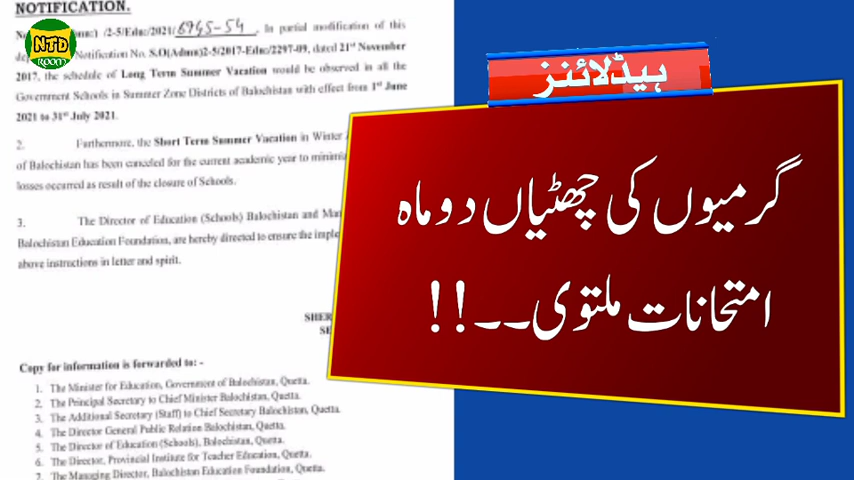 NOTIFICATION.
NTD
ROOM
/2-5/Edu:/2021/ 6945-54 . In partial modification of this
Notification No. S.O(Admn)2-5/2017-Edu:/2297-09, dated 21st November
2017, the schedule of Long Term Summer Vacation would be observed in all the
Government Schools in Summer Zone Districts of Balochistan with effect from 1st June
2021 to 31st July 2021.
2. Furthermore, the Short Term Summer Vacation in Winter
of Balochistan has been canceled for the current academic year to
losses occurred as result of the closure of Schools.
3. The Director of Education (Schools) Balochistan and
Balochistan Education Foundation, are hereby directed to ensure the
above instructions in letter and spirit.
SHER
SE
Copy for information is forwarded to: -
1. The Minister for Education, Government of Balochistan, Quetta.
2. The Principal Secretary to Chief Minister Balochistan, Quetta.
3. The Additional Secretary (Staff) to Chief Secretary Balochistan, Quetta.
4. The Director General Public Relation Balochistan, Quetta.
5. The Director of Education (Schools), Balochistan, Quetta.
6. The Director, Provincial Institute for Teacher Education, Quetta.
7. The Managing Director, Balochistan Education Foundation, Quetta.
ہیڈلائنز
گرمیوں کی چھٹیاں دو ماہ
امتحانات ملتوی۔۔!!